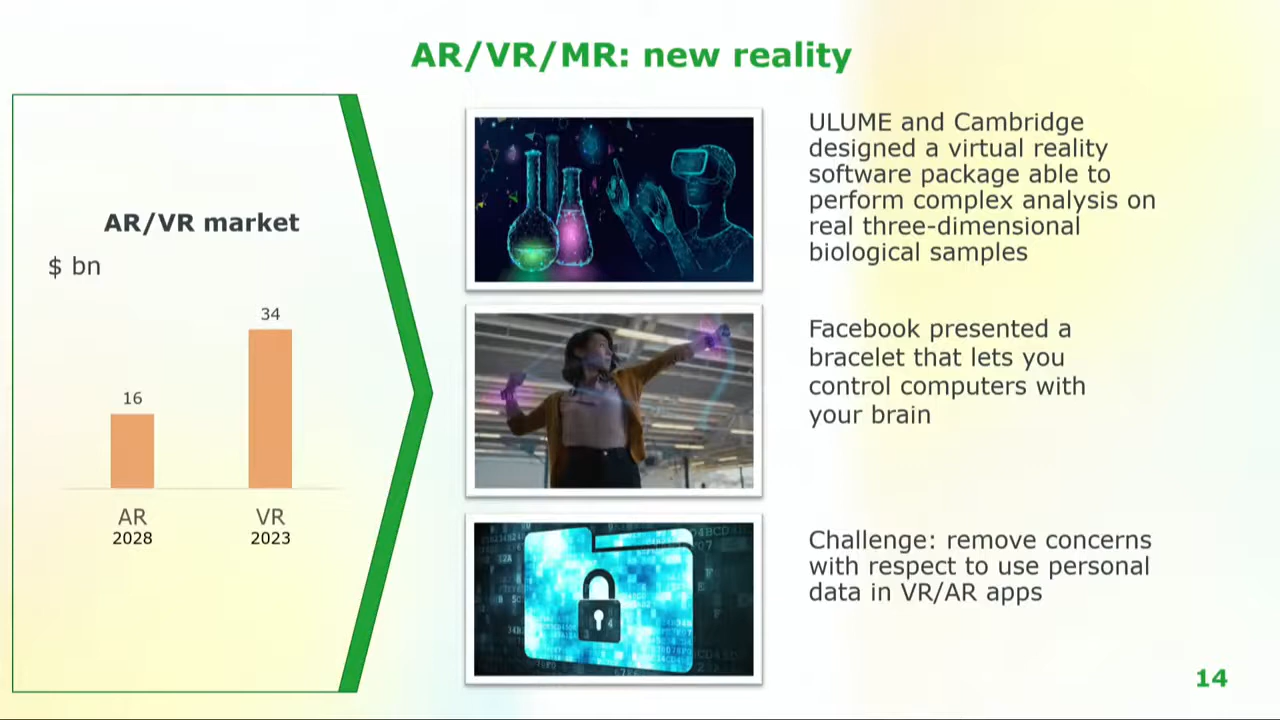 AR/VR/MR: new reality
AR/VR market
$ bn
34
16
AR
2028
VR
2023
ULUME and Cambridge
designed a virtual reality
software package able to
perform complex analysis on
real three-dimensional
biological samples
Facebook presented a
bracelet that lets you
control computers with
your brain
Challenge: remove concerns
with respect to use personal
data in VR/AR apps
14